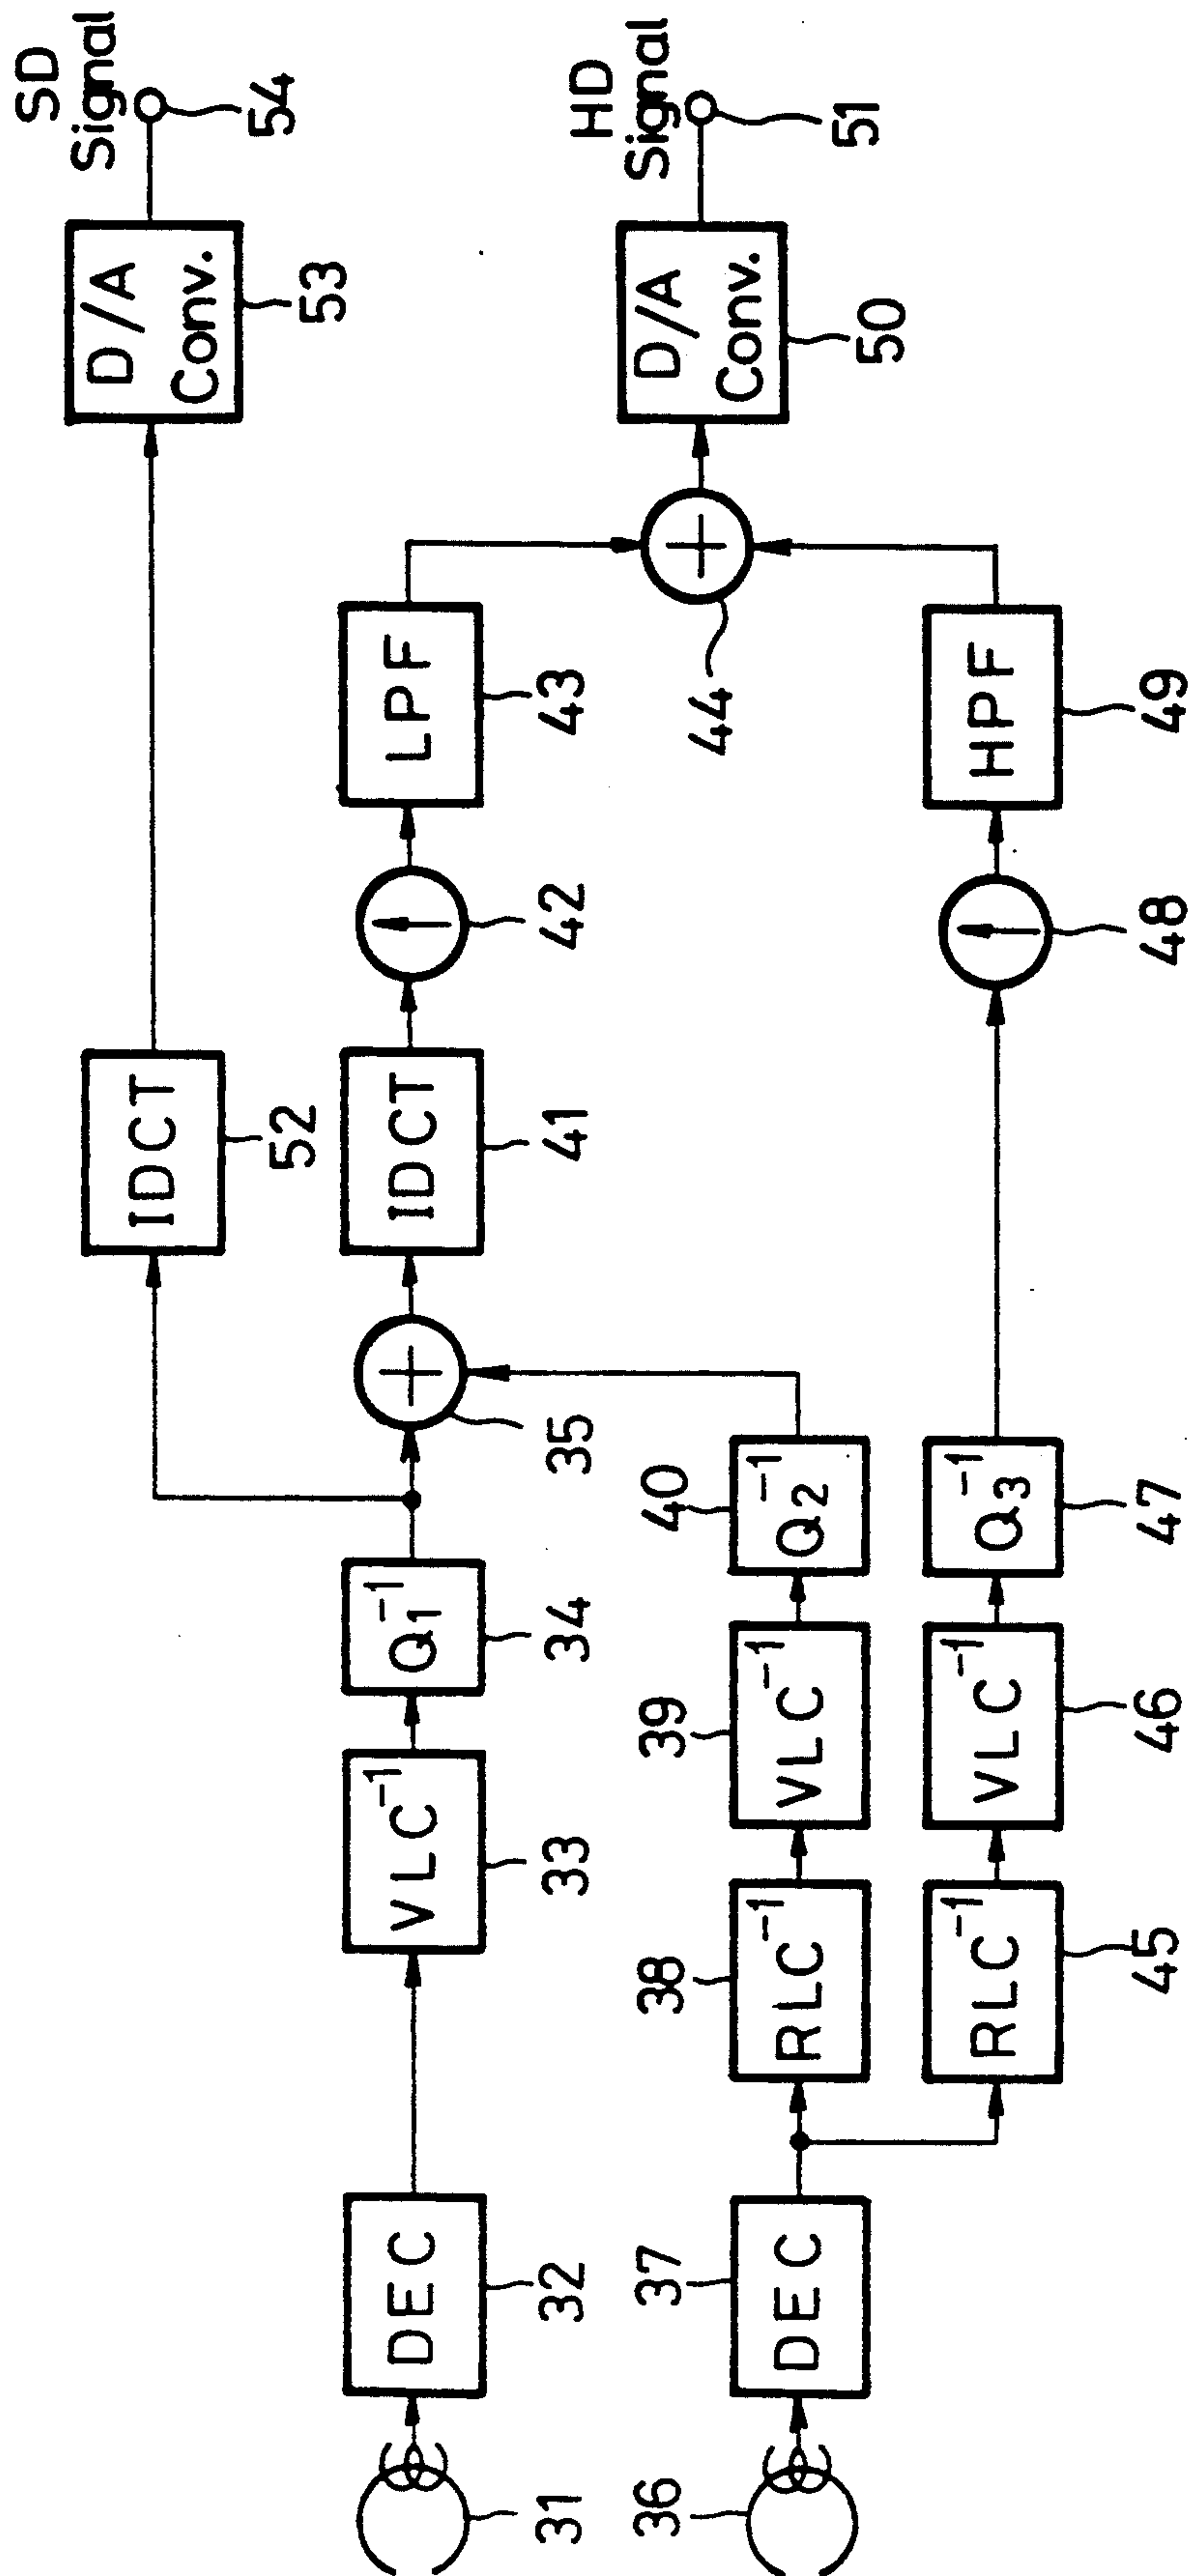 SD
Signal
54
D/A
Conv.
53
IDCT
52
DEC
32
31
VLC⁻¹
33
Q₁⁻¹
34
+
35
IDCT
41
42
LPF
43
+
44
D/A
Conv.
50
HD
Signal
51
36
DEC
37
RLC⁻¹
38
VLC⁻¹
39
Q₂⁻¹
40
RLC⁻¹
45
VLC⁻¹
46
Q₃⁻¹
47
48
HPF
49